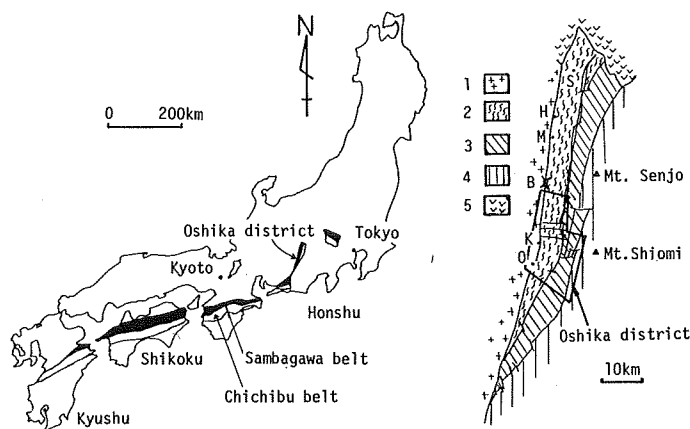 N
0 200km
Oshika district
Tokyo
Kyoto
Honshu
Shikoku
Sambagawa belt
Chichibu belt
Kyushu
1
2
3
4
5
S
H
M
B
K
O
Mt. Senjo
Mt.Shiomi
Oshika district
10km